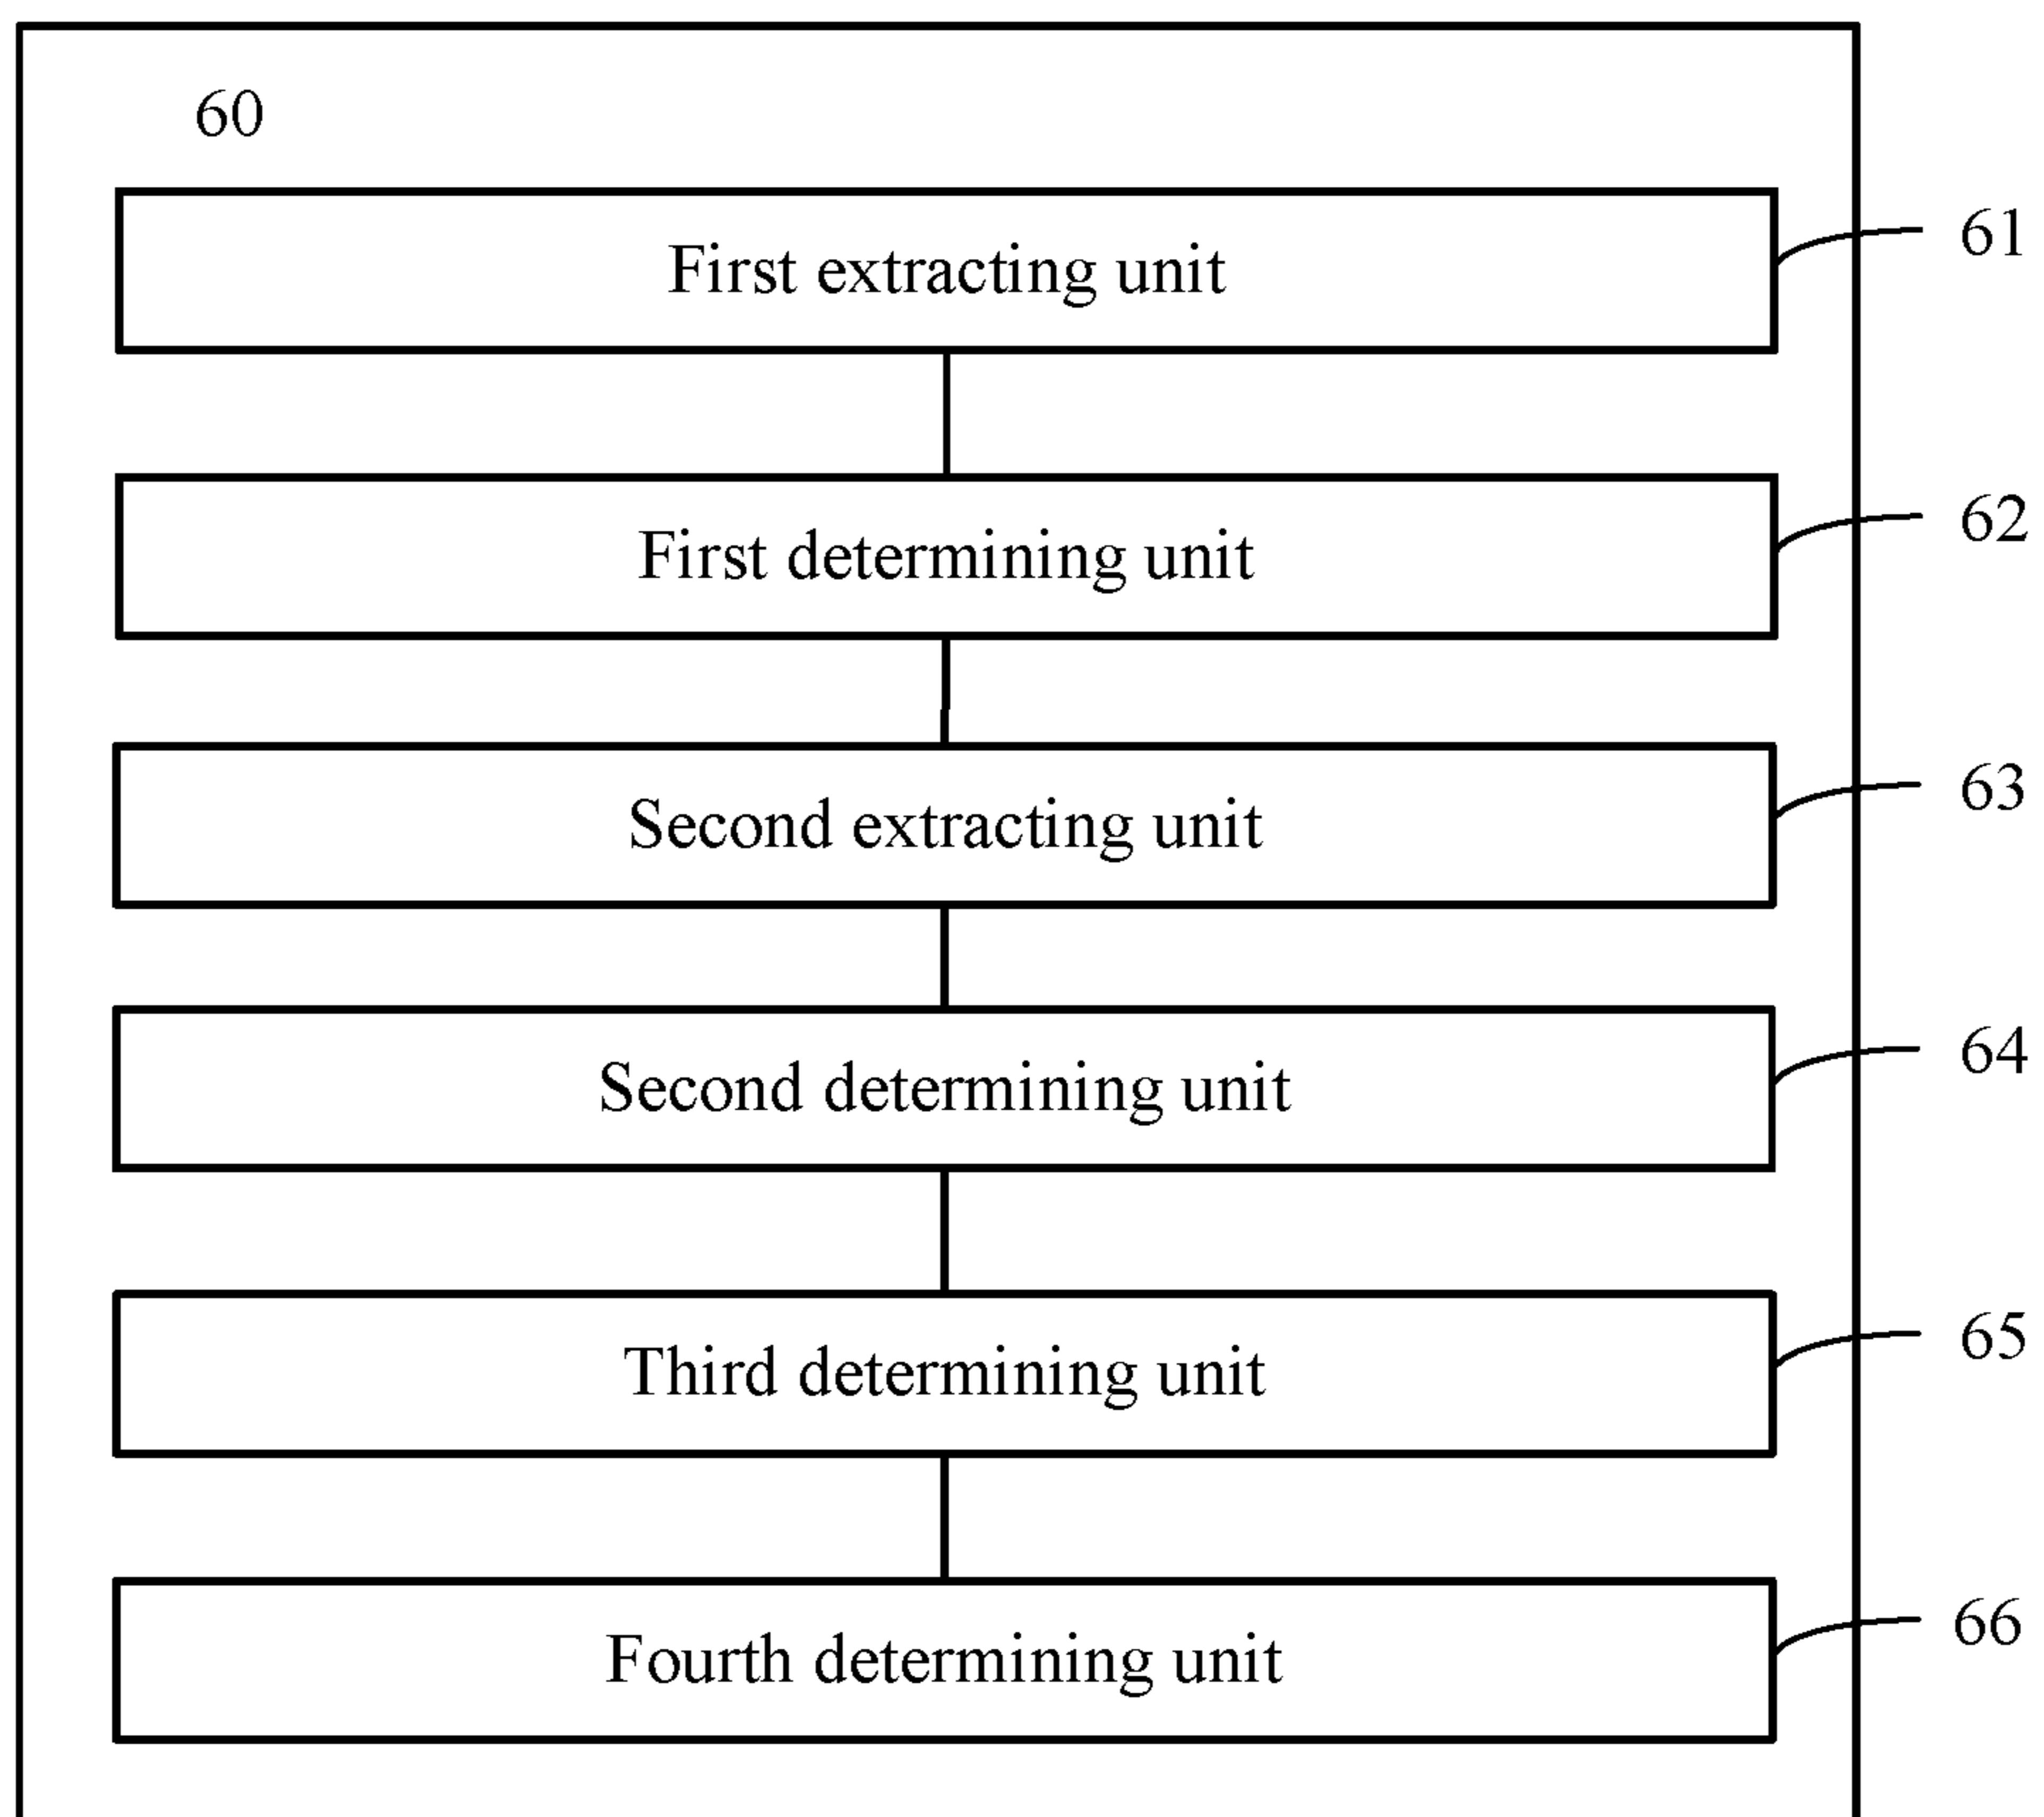 60
First extracting unit
61
First determining unit
62
Second extracting unit
63
Second determining unit
64
Third determining unit
65
Fourth determining unit
66